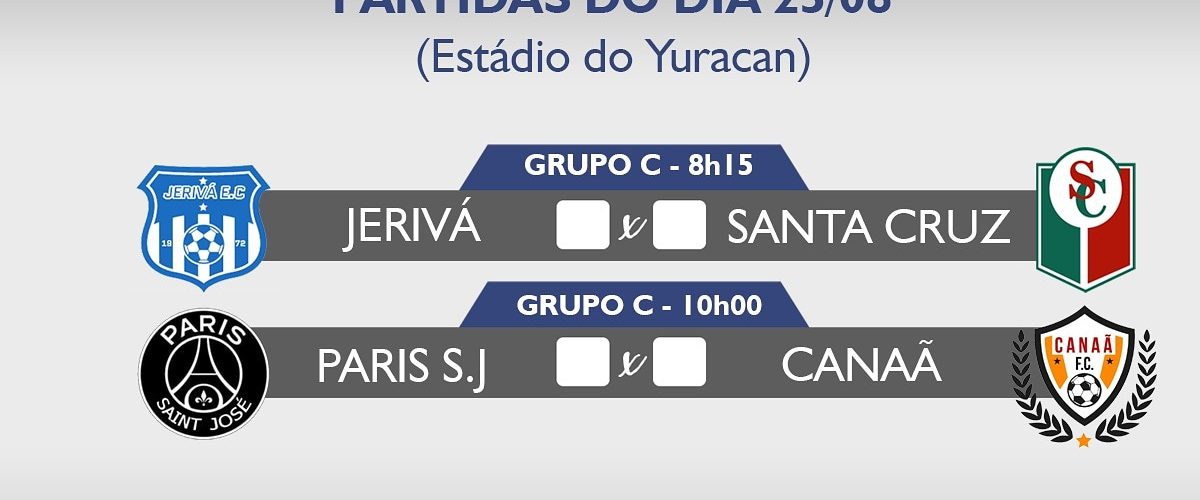 PARTIDAS DO DIA 25/08
(Estádio do Yuracan)
GRUPO C - 8h15
JERIVÁ E.C
18 72
JERIVÁ x SANTA CRUZ
SC
GRUPO C - 10h00
PARIS
SAINT JOSÉ
PARIS S.J x CANAÃ
CANAÃ
F.C.